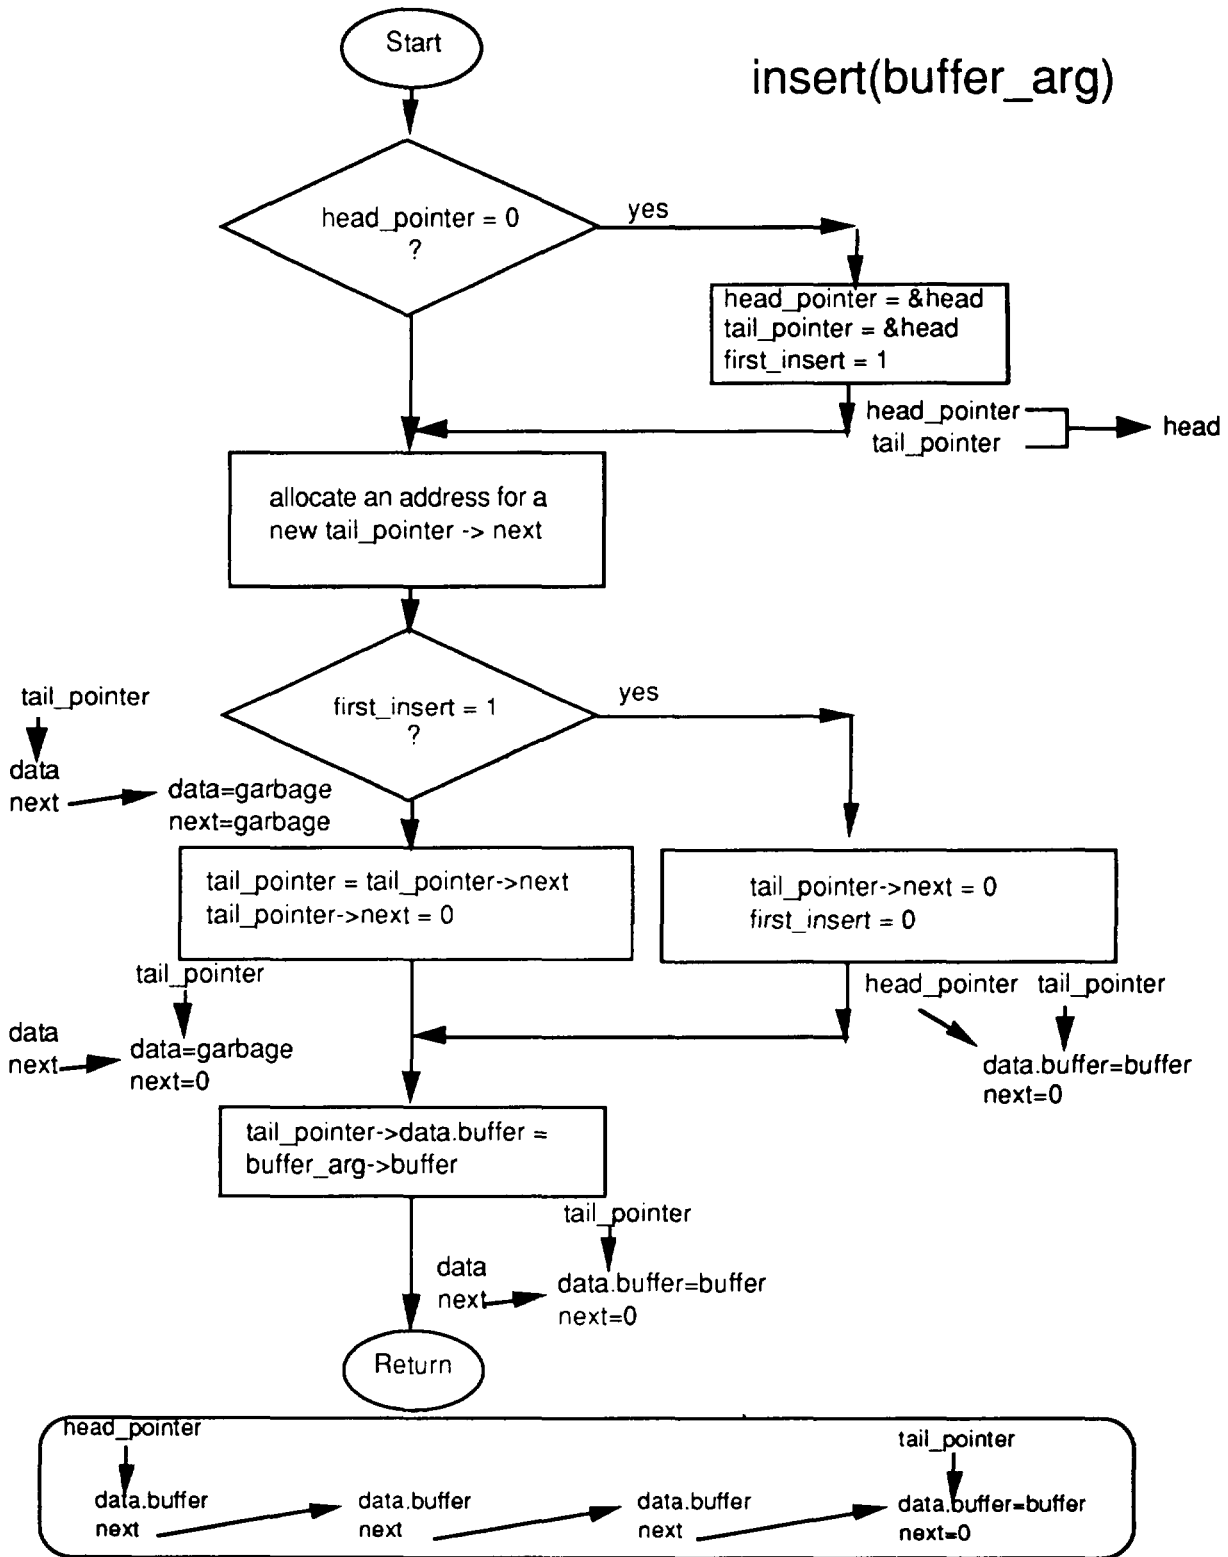 Start
insert(buffer_arg)
head_pointer = 0
?
yes
head_pointer = &head
tail_pointer = &head
first_insert = 1
head_pointer
tail_pointer
head
allocate an address for a
new tail_pointer -> next
first_insert = 1
?
yes
tail_pointer
data
next
data=garbage
next=garbage
tail_pointer = tail_pointer->next
tail_pointer->next = 0
tail_pointer->next = 0
first_insert = 0
tail_pointer
data
next
data=garbage
next=0
head_pointer
tail_pointer
data.buffer=buffer
next=0
tail_pointer->data.buffer =
buffer_arg->buffer
tail_pointer
data
next
data.buffer=buffer
next=0
Return
head_pointer
tail_pointer
data.buffer
next
data.buffer
next
data.buffer
next
data.buffer=buffer
next=0